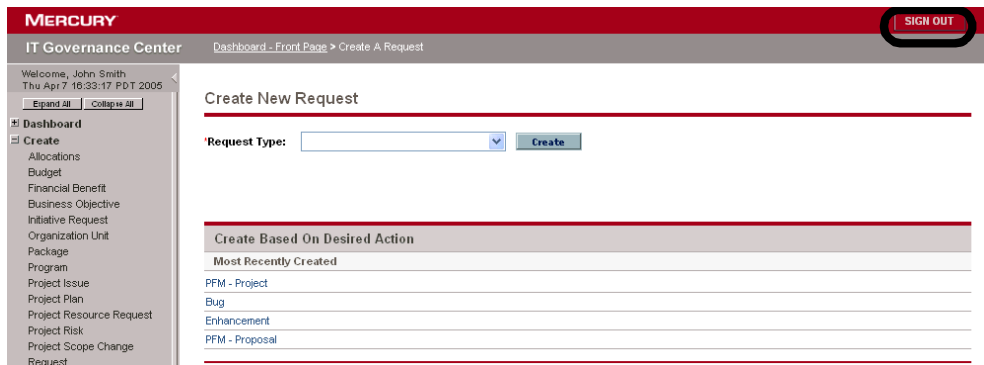 MERCURY
SIGN OUT
IT Governance Center
Dashboard - Front Page > Create A Request
Welcome, John Smith
Thu Apr 7 16:33:17 PDT 2005
Expand All Collapse All
Dashboard
Create
Allocations
Budget
Financial Benefit
Business Objective
Initiative Request
Organization Unit
Package
Program
Project Issue
Project Plan
Project Resource Request
Project Risk
Project Scope Change
Request
Create New Request
*Request Type:
Create
Create Based On Desired Action
Most Recently Created
PFM - Project
Bug
Enhancement
PFM - Proposal